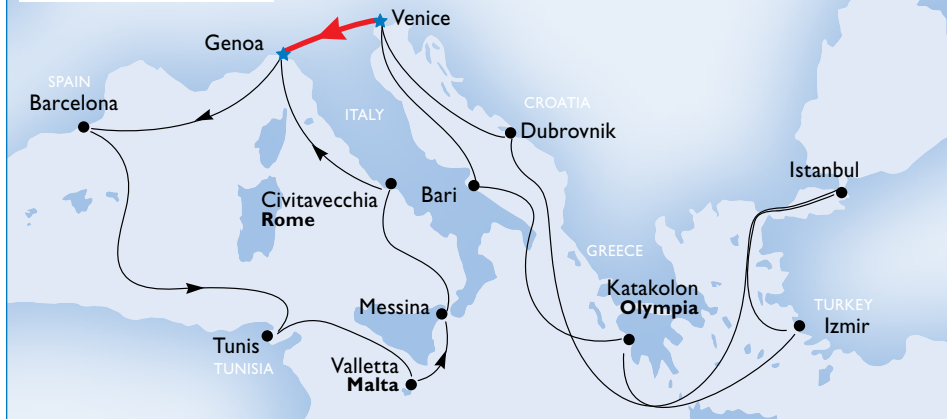 Venice
Genoa
SPAIN
Barcelona
CROATIA
Dubrovnik
ITALY
Istanbul
Civitavecchia
Rome
Bari
GREECE
Katakolon
Olympia
Messina
TURKEY
Izmir
Tunis
TUNISIA
Valletta
Malta